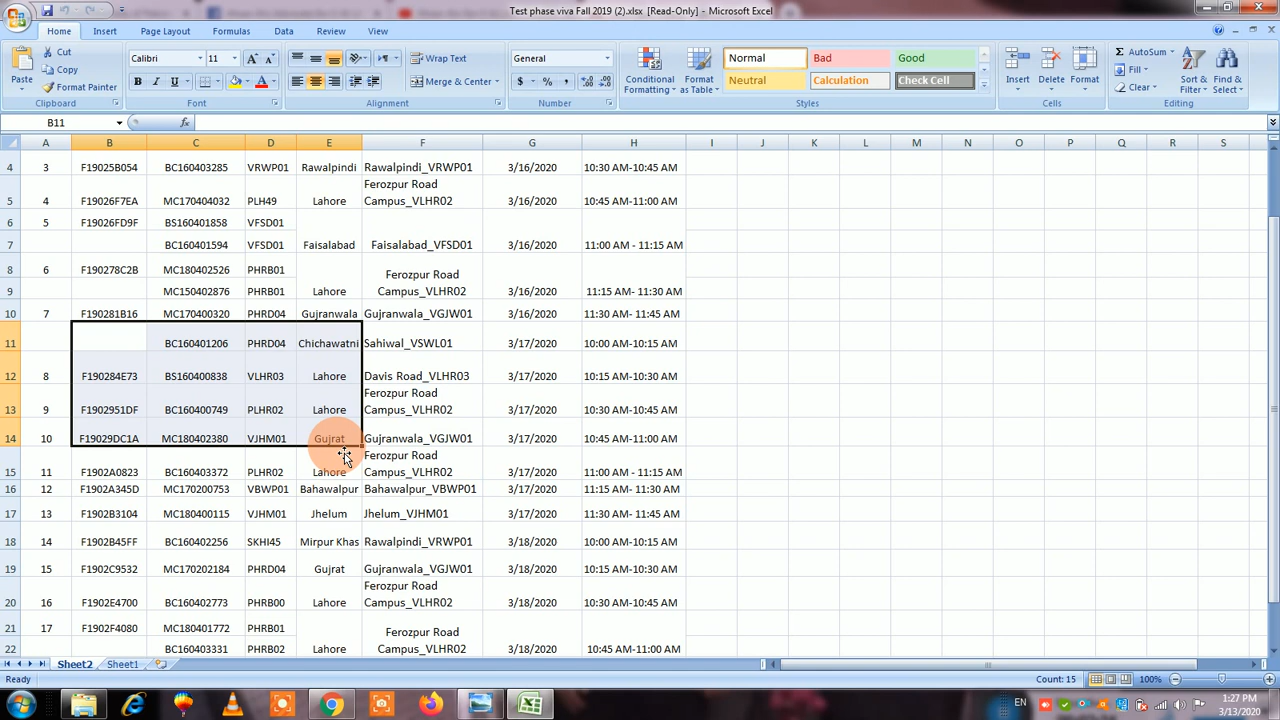 Test phase viva Fall 2019 (2).xlsx [Read-Only] - Microsoft Excel
Home Insert Page Layout Formulas Data Review View
Paste Cut Copy Format Painter Clipboard
Calibri 11 Font
Wrap Text Merge & Center Alignment
General Number
Conditional Formatting Format as Table Normal Bad Good Neutral Calculation Check Cell Styles
Insert Delete Format Cells
AutoSum Fill Clear Sort & Filter Find & Select Editing
B11
A B C D E F G H I J K L M N O P Q R S
4 3 F19025B054 BC160403285 VRWP01 Rawalpindi Rawalpindi_VRWP01 3/16/2020 10:30 AM-10:45 AM
5 4 F19026F7EA MC170404032 PLH49 Lahore Ferozpur Road Campus_VLHR02 3/16/2020 10:45 AM-11:00 AM
6 5 F19026FD9F BS160401858 VFSD01
7 BC160401594 VFSD01 Faisalabad Faisalabad_VFSD01 3/16/2020 11:00 AM - 11:15 AM
8 6 F190278C2B MC180402526 PHRB01
9 MC150402876 PHRB01 Lahore Ferozpur Road Campus_VLHR02 3/16/2020 11:15 AM - 11:30 AM
10 7 F190281B16 MC170400320 PHRD04 Gujranwala Gujranwala_VGJW01 3/16/2020 11:30 AM - 11:45 AM
11 BC160401206 PHRD04 Chichawatni Sahiwal_VSWL01 3/17/2020 10:00 AM-10:15 AM
12 8 F190284E73 BS160400838 VLHR03 Lahore Davis Road_VLHR03 3/17/2020 10:15 AM-10:30 AM
13 9 F1902951DF BC160400749 PLHR02 Lahore Ferozpur Road Campus_VLHR02 3/17/2020 10:30 AM-10:45 AM
14 10 F19029DC1A MC180402380 VJHM01 Gujrat Gujranwala_VGJW01 3/17/2020 10:45 AM-11:00 AM
15 11 F1902A0823 BC160403372 PLHR02 Lahore Ferozpur Road Campus_VLHR02 3/17/2020 11:00 AM - 11:15 AM
16 12 F1902A345D MC170200753 VBWP01 Bahawalpur Bahawalpur_VBWP01 3/17/2020 11:15 AM - 11:30 AM
17 13 F1902B3104 MC180400115 VJHM01 Jhelum Jhelum_VJHM01 3/17/2020 11:30 AM - 11:45 AM
18 14 F1902B45FF BC160402256 SKHI45 Mirpur Khas Rawalpindi_VRWP01 3/18/2020 10:00 AM-10:15 AM
19 15 F1902C9532 MC170202184 PHRD04 Gujrat Gujranwala_VGJW01 3/18/2020 10:15 AM-10:30 AM
20 16 F1902E4700 BC160402773 PHRB00 Lahore Ferozpur Road Campus_VLHR02 3/18/2020 10:30 AM-10:45 AM
21 17 F1902F4080 MC180401772 PHRB01
22 BC160403331 PHRB02 Lahore Ferozpur Road Campus_VLHR02 3/18/2020 10:45 AM-11:00 AM
Sheet2 Sheet1
Ready Count: 15 100%
EN 1:27 PM
3/13/2020